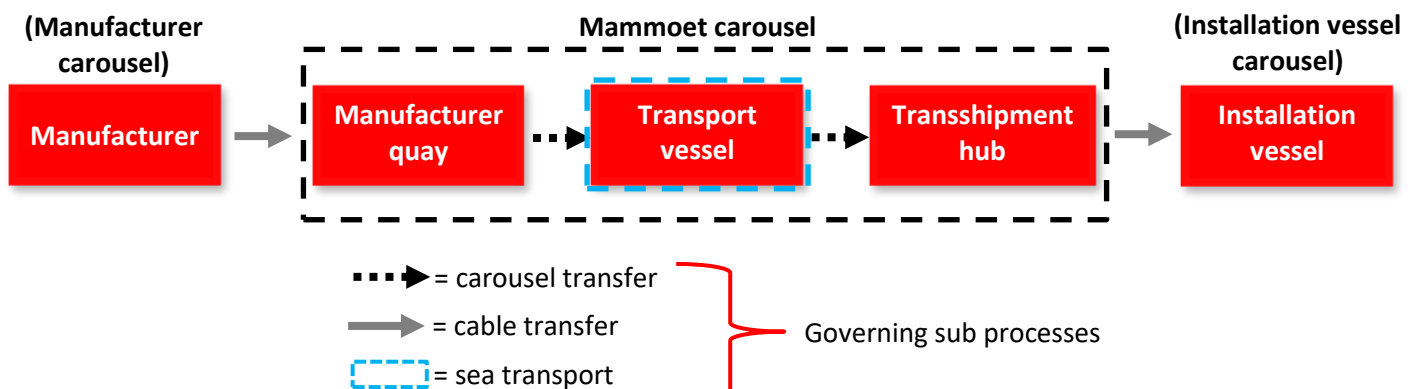 (Manufacturer
carousel)
Mammoet carousel
(Installation vessel
carousel)
Manufacturer
Manufacturer
quay
Transport
vessel
Transshipment
hub
Installation
vessel
= carousel transfer
= cable transfer
= sea transport
Governing sub processes